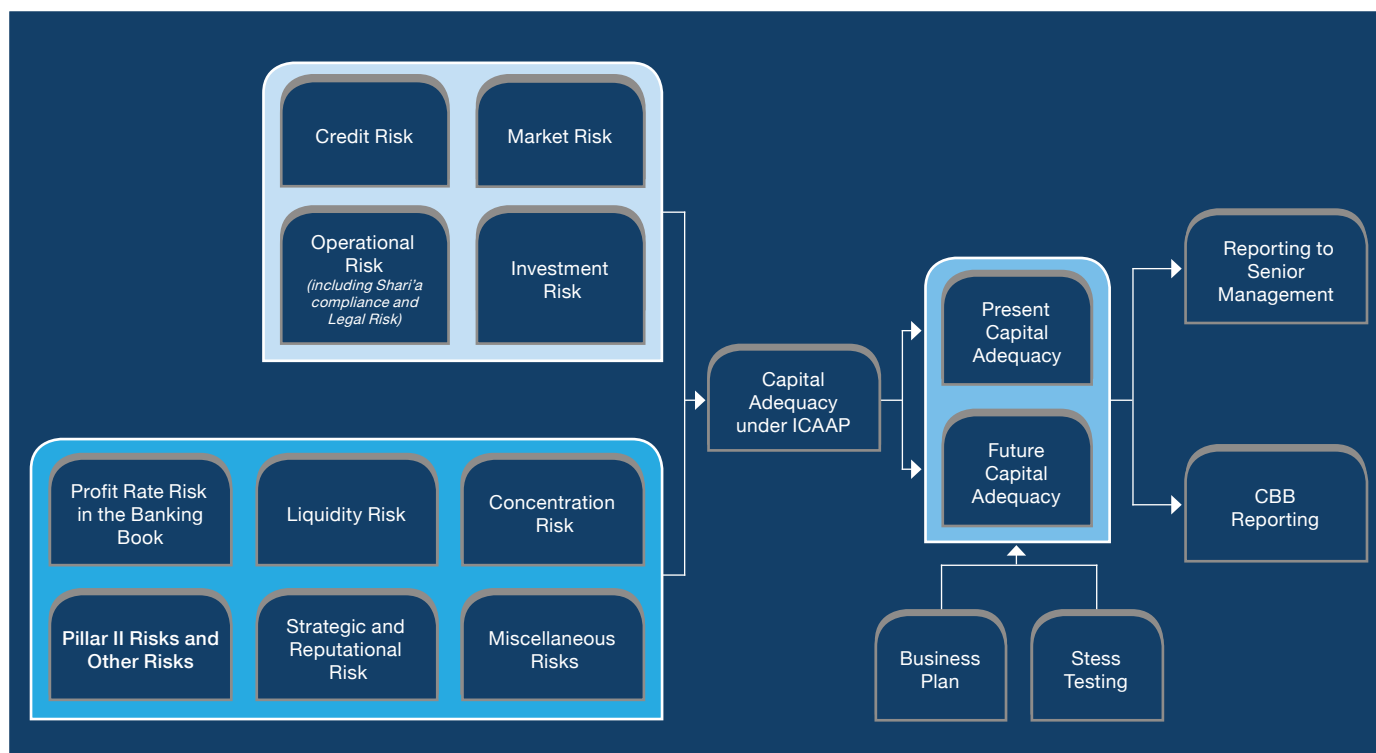 Credit Risk
Market Risk
Operational
Risk
(including Shari'a
compliance and
Legal Risk)
Investment
Risk
Profit Rate Risk
in the Banking
Book
Liquidity Risk
Concentration
Risk
Pillar II Risks and
Other Risks
Strategic and
Reputational
Risk
Miscellaneous
Risks
Capital
Adequacy
under ICAAP
Present
Capital
Adequacy
Future
Capital
Adequacy
Business
Plan
Stess
Testing
Reporting to
Senior
Management
CBB
Reporting